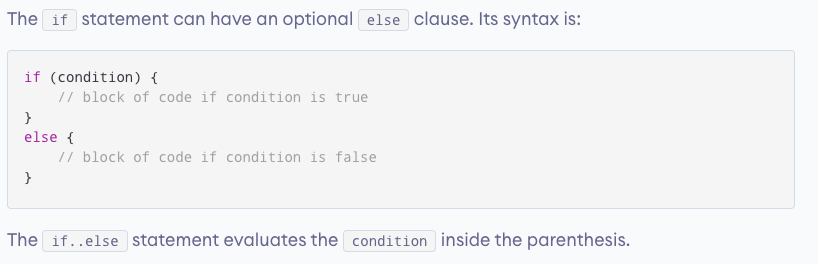 The if statement can have an optional else clause. Its syntax is:
if (condition) {
    // block of code if condition is true
}
else {
    // block of code if condition is false
}
The if..else statement evaluates the condition inside the parenthesis.